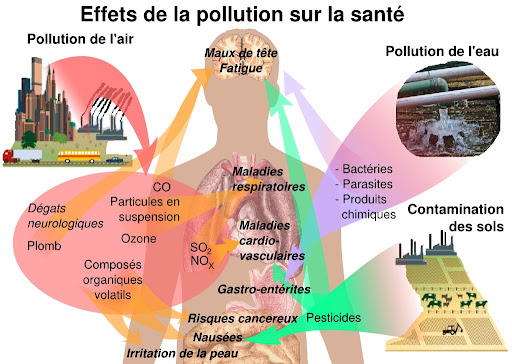 Effets de la pollution sur la santé
Pollution de l'air
Maux de tête
Fatigue
Pollution de l'eau
- Bactéries
- Parasites
- Produits
chimiques
Maladies
respiratoires
CO
Particules en
suspension
Dégats
neurologiques
Ozone
Plomb
SO₂
NOX
Composés
organiques
volatils
Maladies
cardio-
vasculaires
Contamination
des sols
Gastro-entérites
Risques cancereux
Pesticides
Nausées
Irritation de la peau